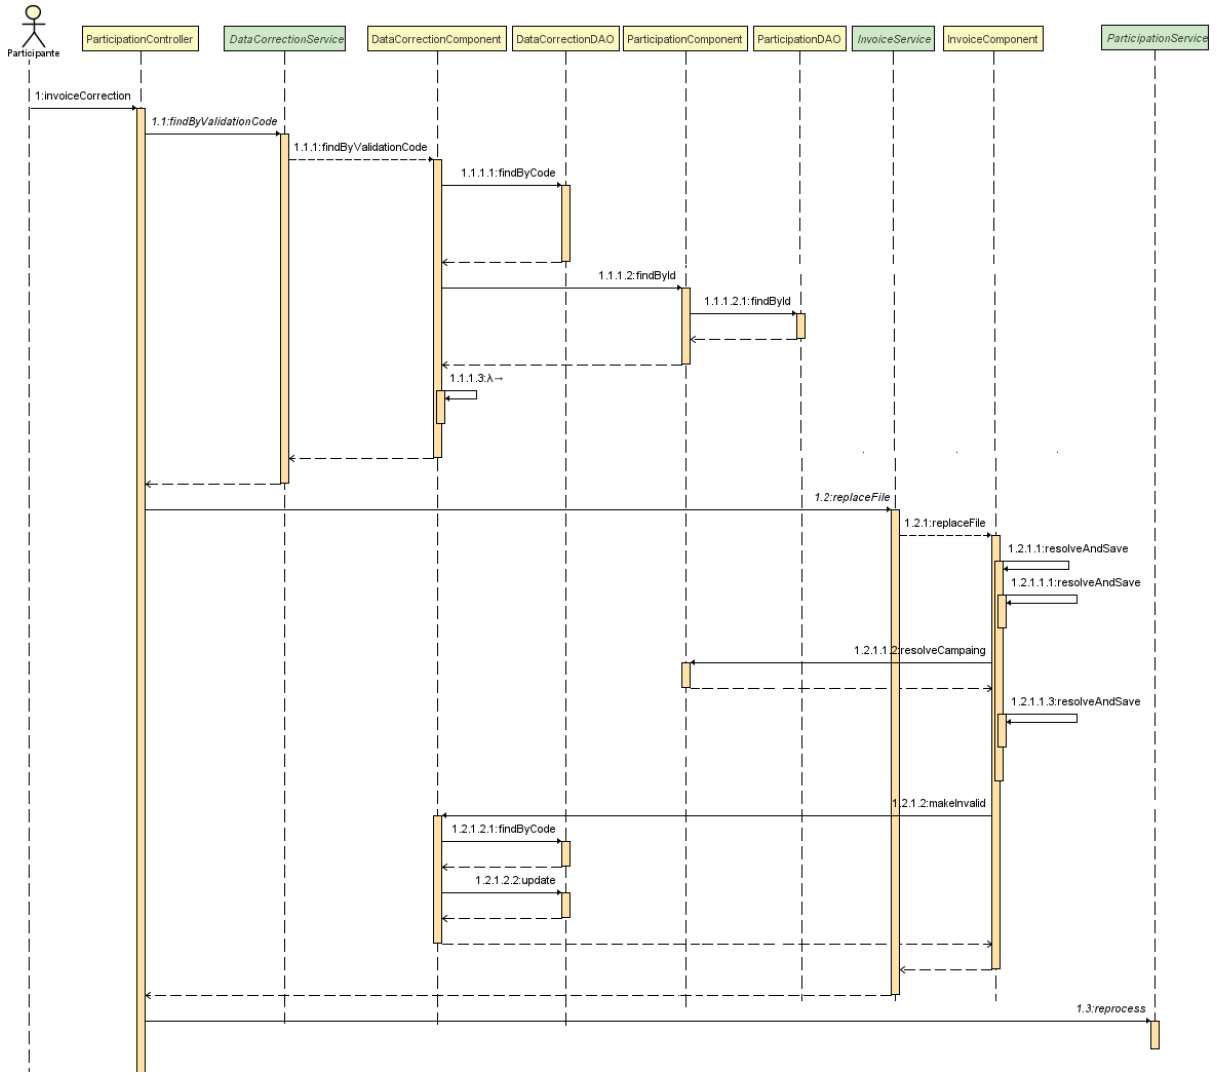 Participante
ParticipationController
DataCorrectionService
DataCorrectionComponent
DataCorrectionDAO
ParticipationComponent
ParticipationDAO
InvoiceService
InvoiceComponent
ParticipationService
1:invoiceCorrection
1.1:findByValidationCode
1.1.1:findByValidationCode
1.1.1.1:findByCode
1.1.1.2:findById
1.1.1.2.1:findById
1.1.1.3:λ→
1.2:replaceFile
1.2.1:replaceFile
1.2.1.1:resolveAndSave
1.2.1.1.1:resolveAndSave
1.2.1.1.2:resolveCampaing
1.2.1.1.3:resolveAndSave
1.2.1.2:makeInvalid
1.2.1.2.1:findByCode
1.2.1.2.2:update
1.3:reprocess